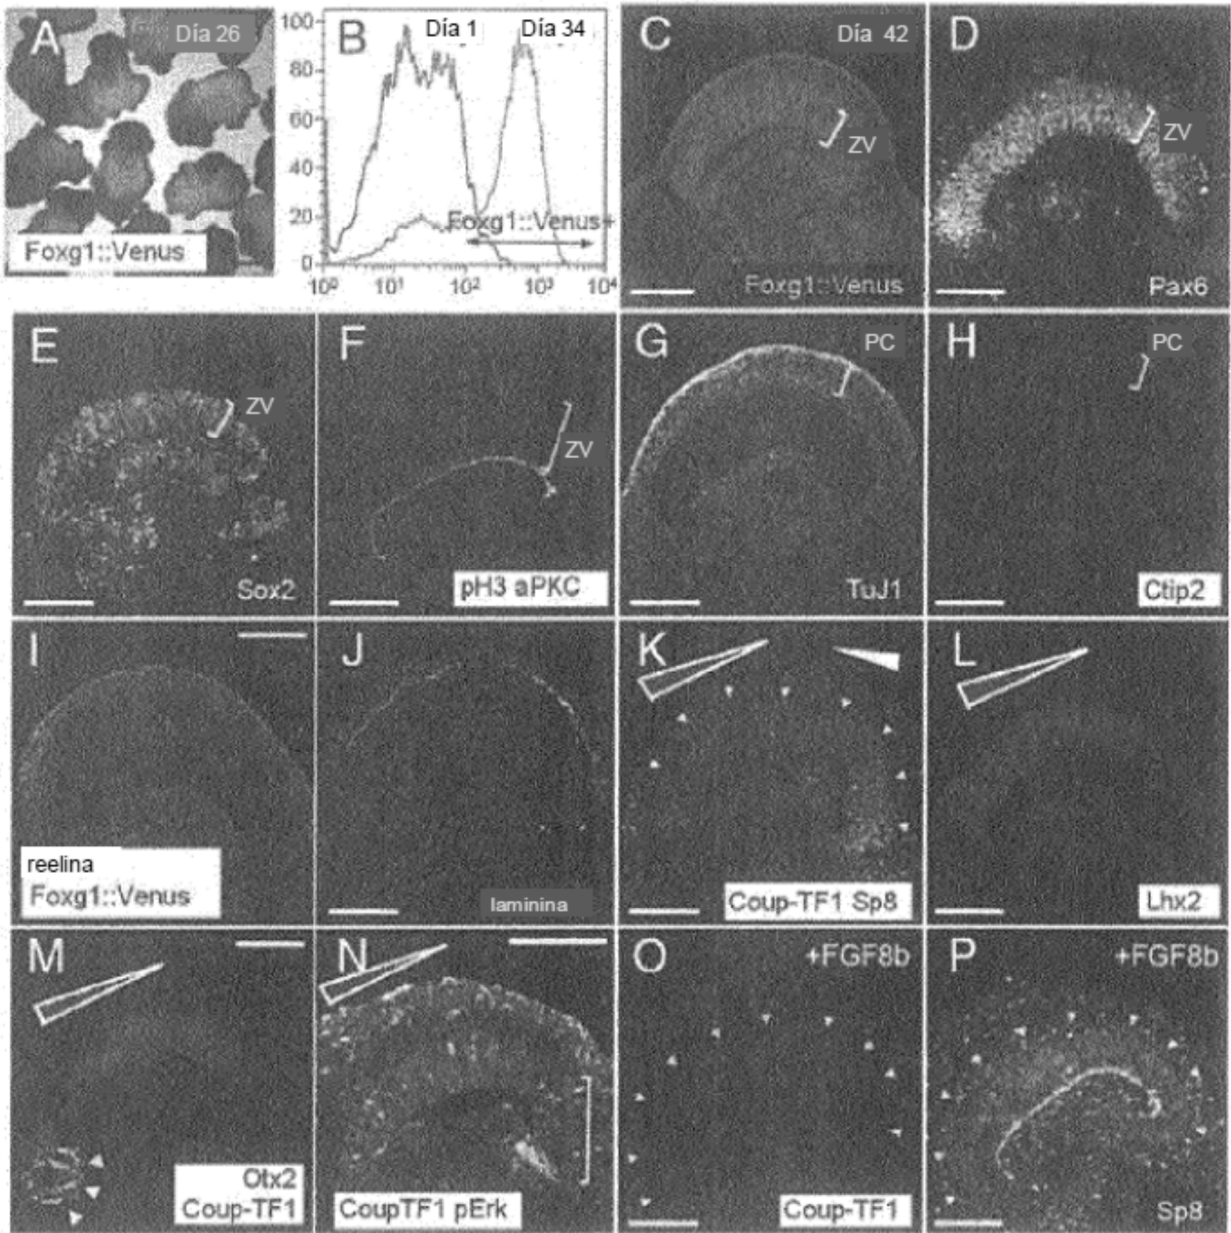 A
Día 26
Foxg1::Venus
B
Día 1
Día 34
100
80
60
40
20
0
Foxg1::Venus+
10⁰
10¹
10²
10³
10⁴
C
Día 42
ZV
Foxg1::Venus
D
ZV
Pax6
E
ZV
Sox2
F
ZV
pH3 aPKC
G
PC
TuJ1
H
PC
Ctip2
I
reelina
Foxg1::Venus
J
laminina
K
Coup-TF1 Sp8
L
Lhx2
M
Otx2
Coup-TF1
N
CoupTF1 pErk
O
+FGF8b
Coup-TF1
P
+FGF8b
Sp8